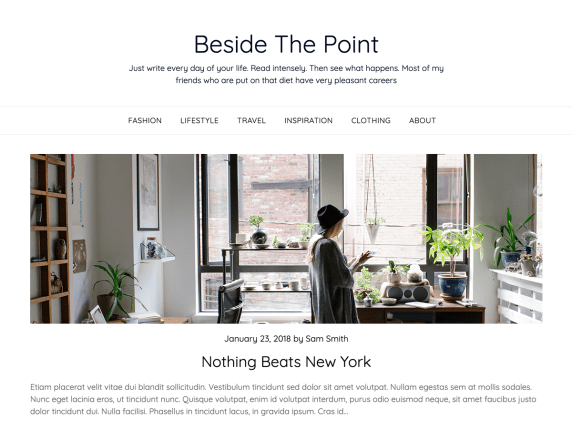 Beside The Point
Just write every day of your life. Read intensely. Then see what happens. Most of my
friends who are put on that diet have very pleasant careers
FASHION LIFESTYLE TRAVEL INSPIRATION CLOTHING ABOUT
January 23, 2018 by Sam Smith
Nothing Beats New York
Etiam placerat velit vitae dui blandit sollicitudin. Vestibulum tincidunt sed dolor sit amet volutpat. Nullam egestas sem at mollis sodales.
Nunc eget lacinia eros, ut tincidunt nunc. Quisque volutpat, enim id volutpat interdum, purus odio euismod neque, sit amet faucibus justo
dolor tincidunt dui. Nulla facilisi. Phasellus in tincidunt lacus, in gravida ipsum. Cras id...